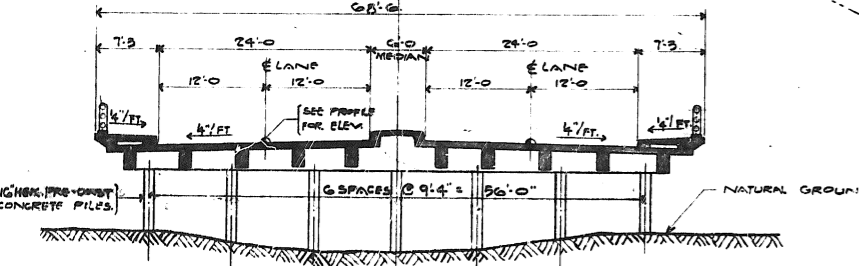 68'-6
7'-3 24'-0 6'-0 24'-0 7'-3
MEDIAN
℄ LANE ℄ LANE
12'-0 12'-0 12'-0 12'-0
SEE PROFILE
FOR ELEV.
1/4"/FT. 4"/FT 4"/FT. 1/4"/FT
16" HEX. PRE-CAST
CONCRETE PILES.
6 SPACES @ 9'-4" = 56'-0"
NATURAL GROUN